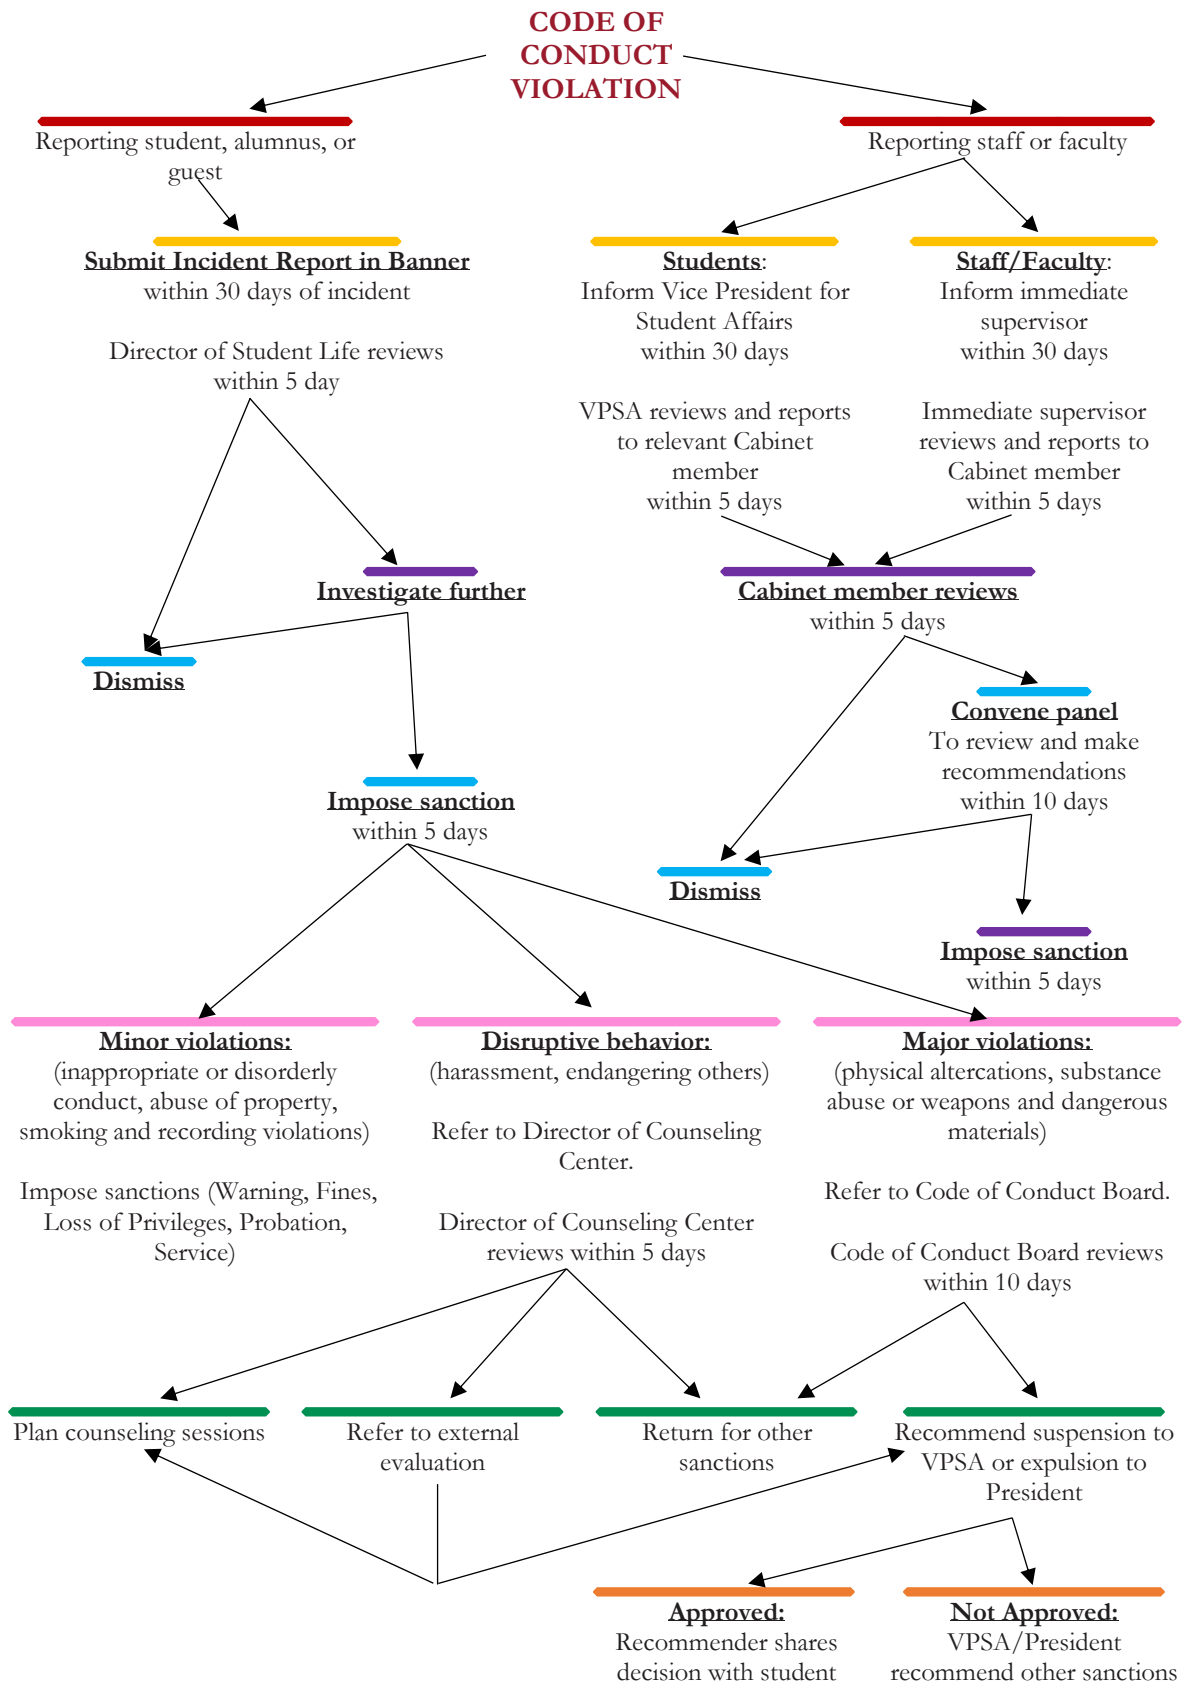 CODE OF
CONDUCT
VIOLATION
Reporting student, alumnus, or
guest
Reporting staff or faculty
Submit Incident Report in Banner
within 30 days of incident
Director of Student Life reviews
within 5 day
Students:
Inform Vice President for
Student Affairs
within 30 days
VPSA reviews and reports
to relevant Cabinet
member
within 5 days
Staff/Faculty:
Inform immediate
supervisor
within 30 days
Immediate supervisor
reviews and reports to
Cabinet member
within 5 days
Investigate further
Cabinet member reviews
within 5 days
Dismiss
Convene panel
To review and make
recommendations
within 10 days
Impose sanction
within 5 days
Dismiss
Impose sanction
within 5 days
Minor violations:
(inappropriate or disorderly
conduct, abuse of property,
smoking and recording violations)
Impose sanctions (Warning, Fines,
Loss of Privileges, Probation,
Service)
Disruptive behavior:
(harassment, endangering others)
Refer to Director of Counseling
Center.
Director of Counseling Center
reviews within 5 days
Major violations:
(physical altercations, substance
abuse or weapons and dangerous
materials)
Refer to Code of Conduct Board.
Code of Conduct Board reviews
within 10 days
Plan counseling sessions
Refer to external
evaluation
Return for other
sanctions
Recommend suspension to
VPSA or expulsion to
President
Approved:
Recommender shares
decision with student
Not Approved:
VPSA/President
recommend other sanctions